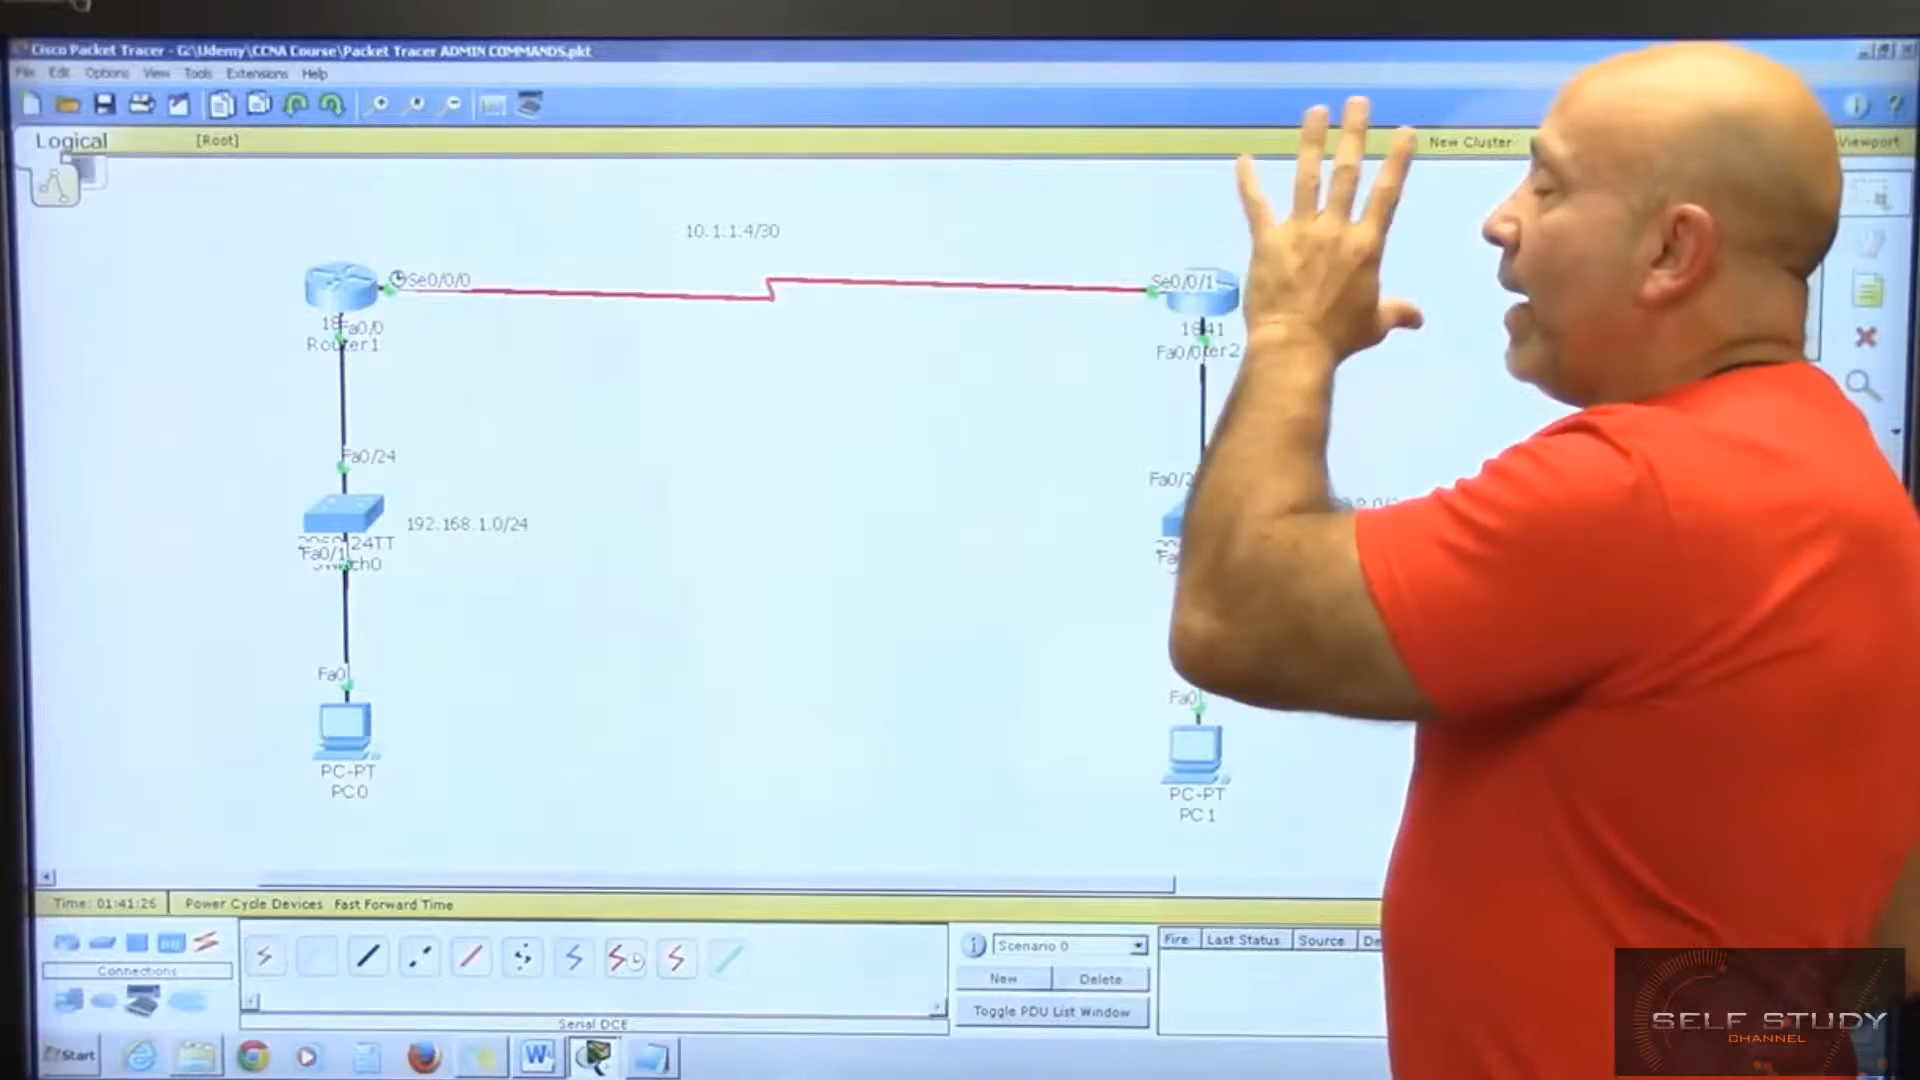 Cisco Packet Tracer - G:\Udemy\CCNA Course\Packet Tracer ADMIN COMMANDS.pkt
File Edit Options View Tools Extensions Help
Logical [Root] New Cluster Viewport
10.1.1.4/30
Se0/0/0 Se0/0/1
Fa0/0
Router1
1841
Fa0/0
Fa0/24
192.168.1.0/24
24TT
Fa0/1
Fa0 Fa0
PC-PT
PC0
PC-PT
PC1
Time: 01:41:26 Power Cycle Devices Fast Forward Time
Connections
Serial DCE
Scenario 0
New Delete
Toggle PDU List Window
Fire Last Status Source
Start
SELF STUDY
CHANNEL